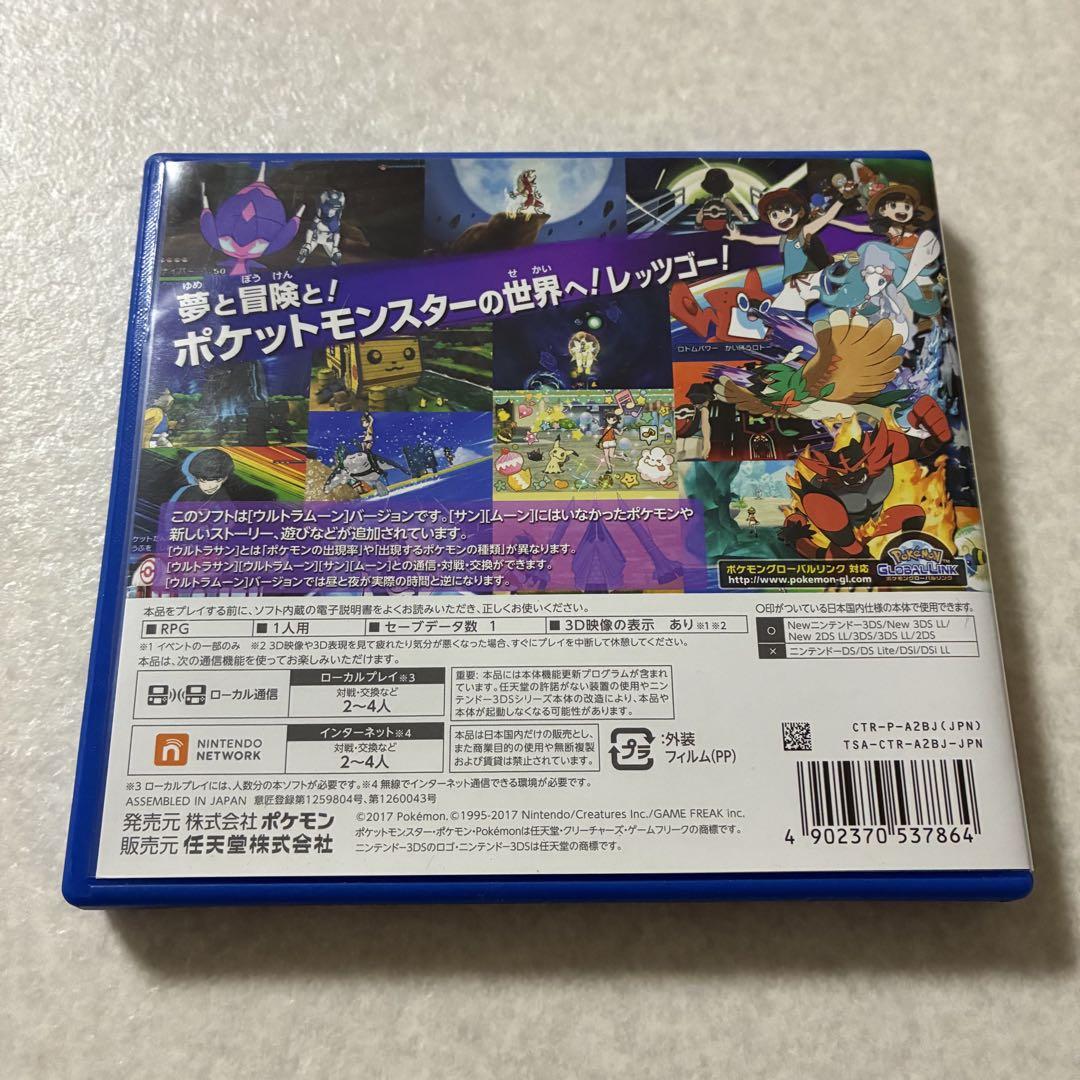 50
夢と冒険と!
ゆめ ぼうけん
ポケットモンスターの世界へ!レッツゴー!
せかい
ロトムパワー かいほうロトー
このソフトは[ウルトラムーン]バージョンです。[サン][ムーン]にはいなかったポケモンや
新しいストーリー、遊びなどが追加されています。
[ウルトラサン]とは「ポケモンの出現率」や「出現するポケモンの種類」が異なります。
[ウルトラサン][ウルトラムーン][サン][ムーン]との通信・対戦・交換ができます。
[ウルトラムーン]バージョンでは昼と夜が実際の時間と逆になります。
ポケモングローバルリンク 対応
http://www.pokemon-gl.com
Pokémon
GLOBAL LINK
ポケモングローバルリンク
本品をプレイする前に、ソフト内蔵の電子説明書をよくお読みいただき、正しくお使いください。
■RPG
■1人用
■セーブデータ数 1
■3D映像の表示 あり※1※2
※1 イベントの一部のみ ※2 3D映像や3D表現を見て疲れたり気分が悪くなった場合、すぐにプレイを中断して休憩してください。
本品は、次の通信機能を使ってお楽しみいただけます。
○印がついている日本国内仕様の本体で使用できます。
○ Newニンテンドー3DS/New 3DS LL/
New 2DS LL/3DS/3DS LL/2DS
× ニンテンドーDS/DS Lite/DSi/DSi LL
ローカル通信
ローカルプレイ※3
対戦・交換など
2〜4人
NINTENDO
NETWORK
インターネット※4
対戦・交換など
2〜4人
重要: 本品には本体機能更新プログラムが含まれ
ています。任天堂の許諾がない装置の使用やニン
テンドー3DSシリーズ本体の改造により、本品や
本体が起動しなくなる可能性があります。
本品は日本国内だけの販売とし、
また商業目的の使用や無断複製
および賃貸は禁止されています。
プラ
:外装
フィルム(PP)
CTR-P-A2BJ(JPN)
TSA-CTR-A2BJ-JPN
※3 ローカルプレイには、人数分の本ソフトが必要です。※4 無線でインターネット通信できる環境が必要です。
ASSEMBLED IN JAPAN 意匠登録第1259804号、第1260043号
発売元 株式会社 ポケモン
販売元 任天堂株式会社
©2017 Pokémon. ©1995-2017 Nintendo/Creatures Inc./GAME FREAK inc.
ポケットモンスター・ポケモン・Pokémonは任天堂・クリーチャーズ・ゲームフリークの商標です。
ニンテンドー3DSのロゴ・ニンテンドー3DSは任天堂の商標です。
4 902370 537864